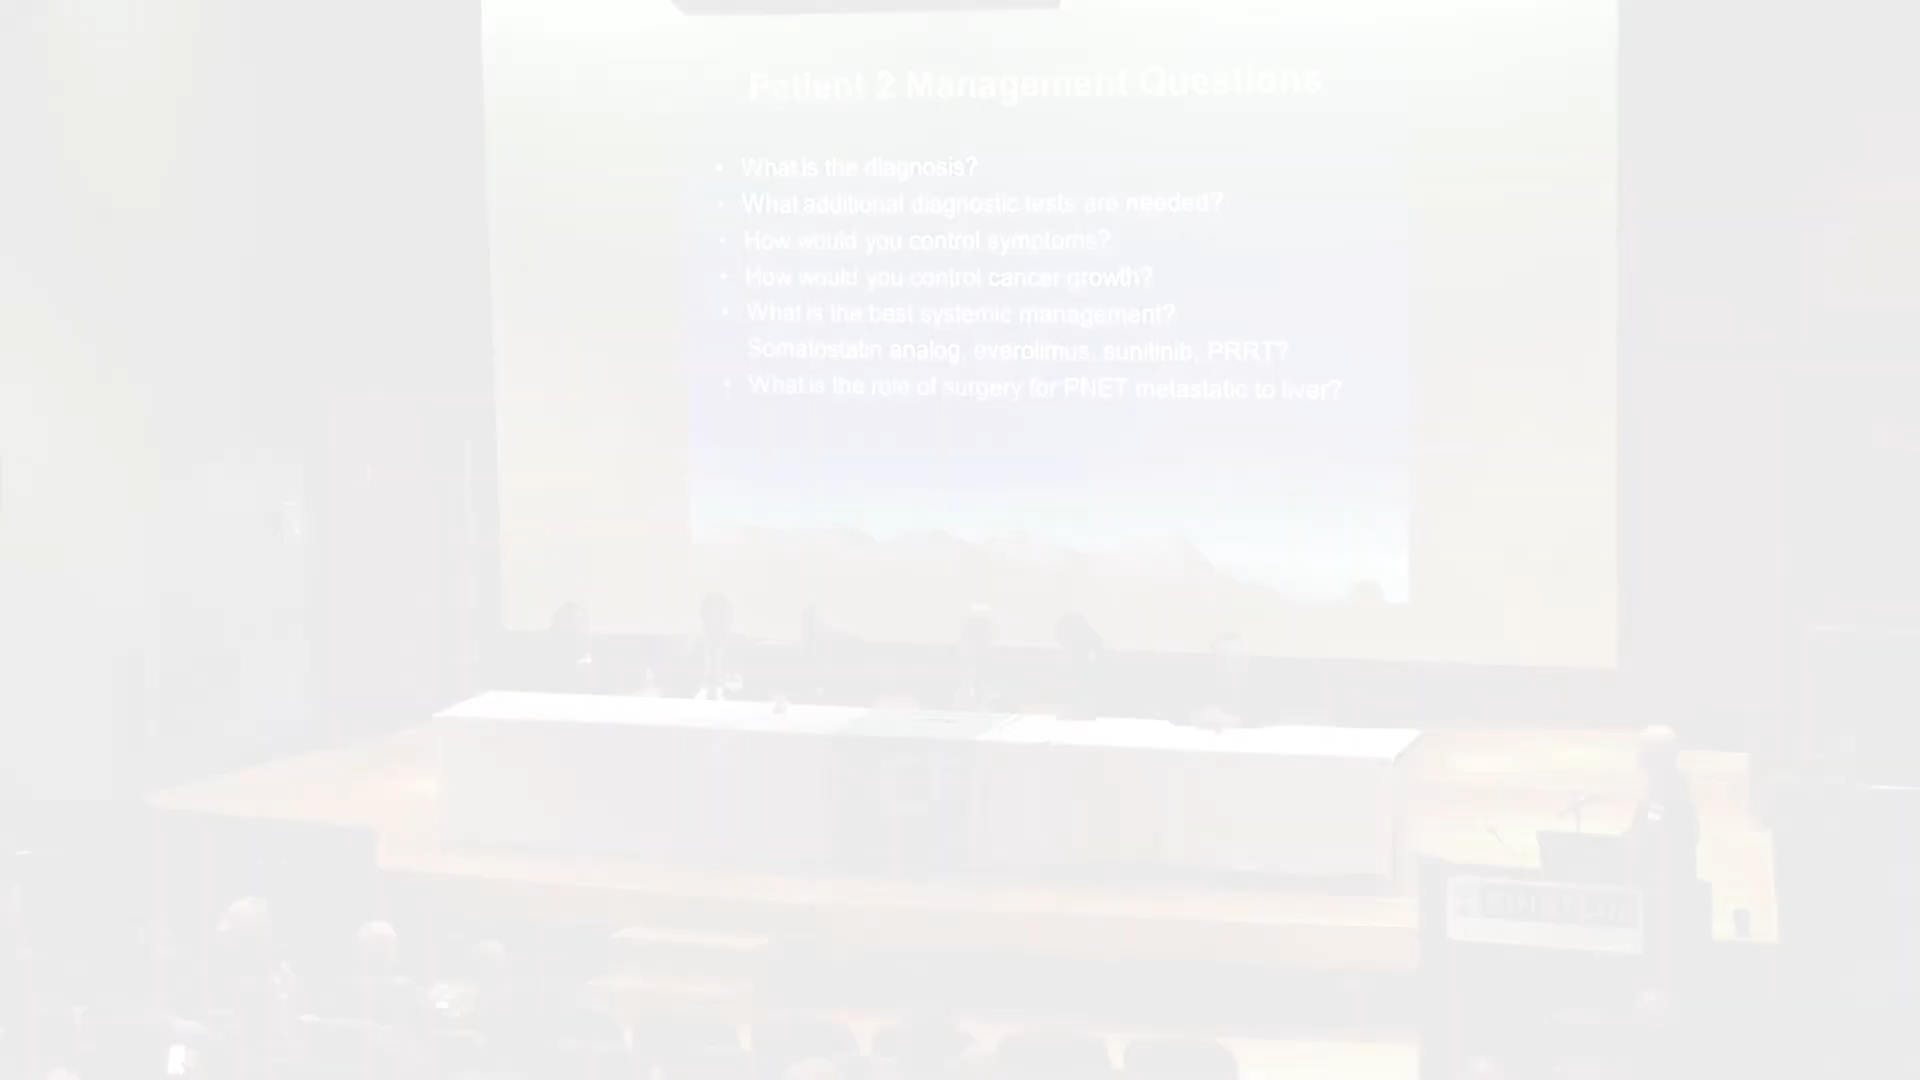 Patient 2 Management Questions
• What is the diagnosis?
• What additional diagnostic tests are needed?
• How would you control symptoms?
• How would you control cancer growth?
• What is the best systemic management?
Somatostatin analog, everolimus, sunitinib, PRRT?
• What is the role of surgery for PNET metastatic to liver?